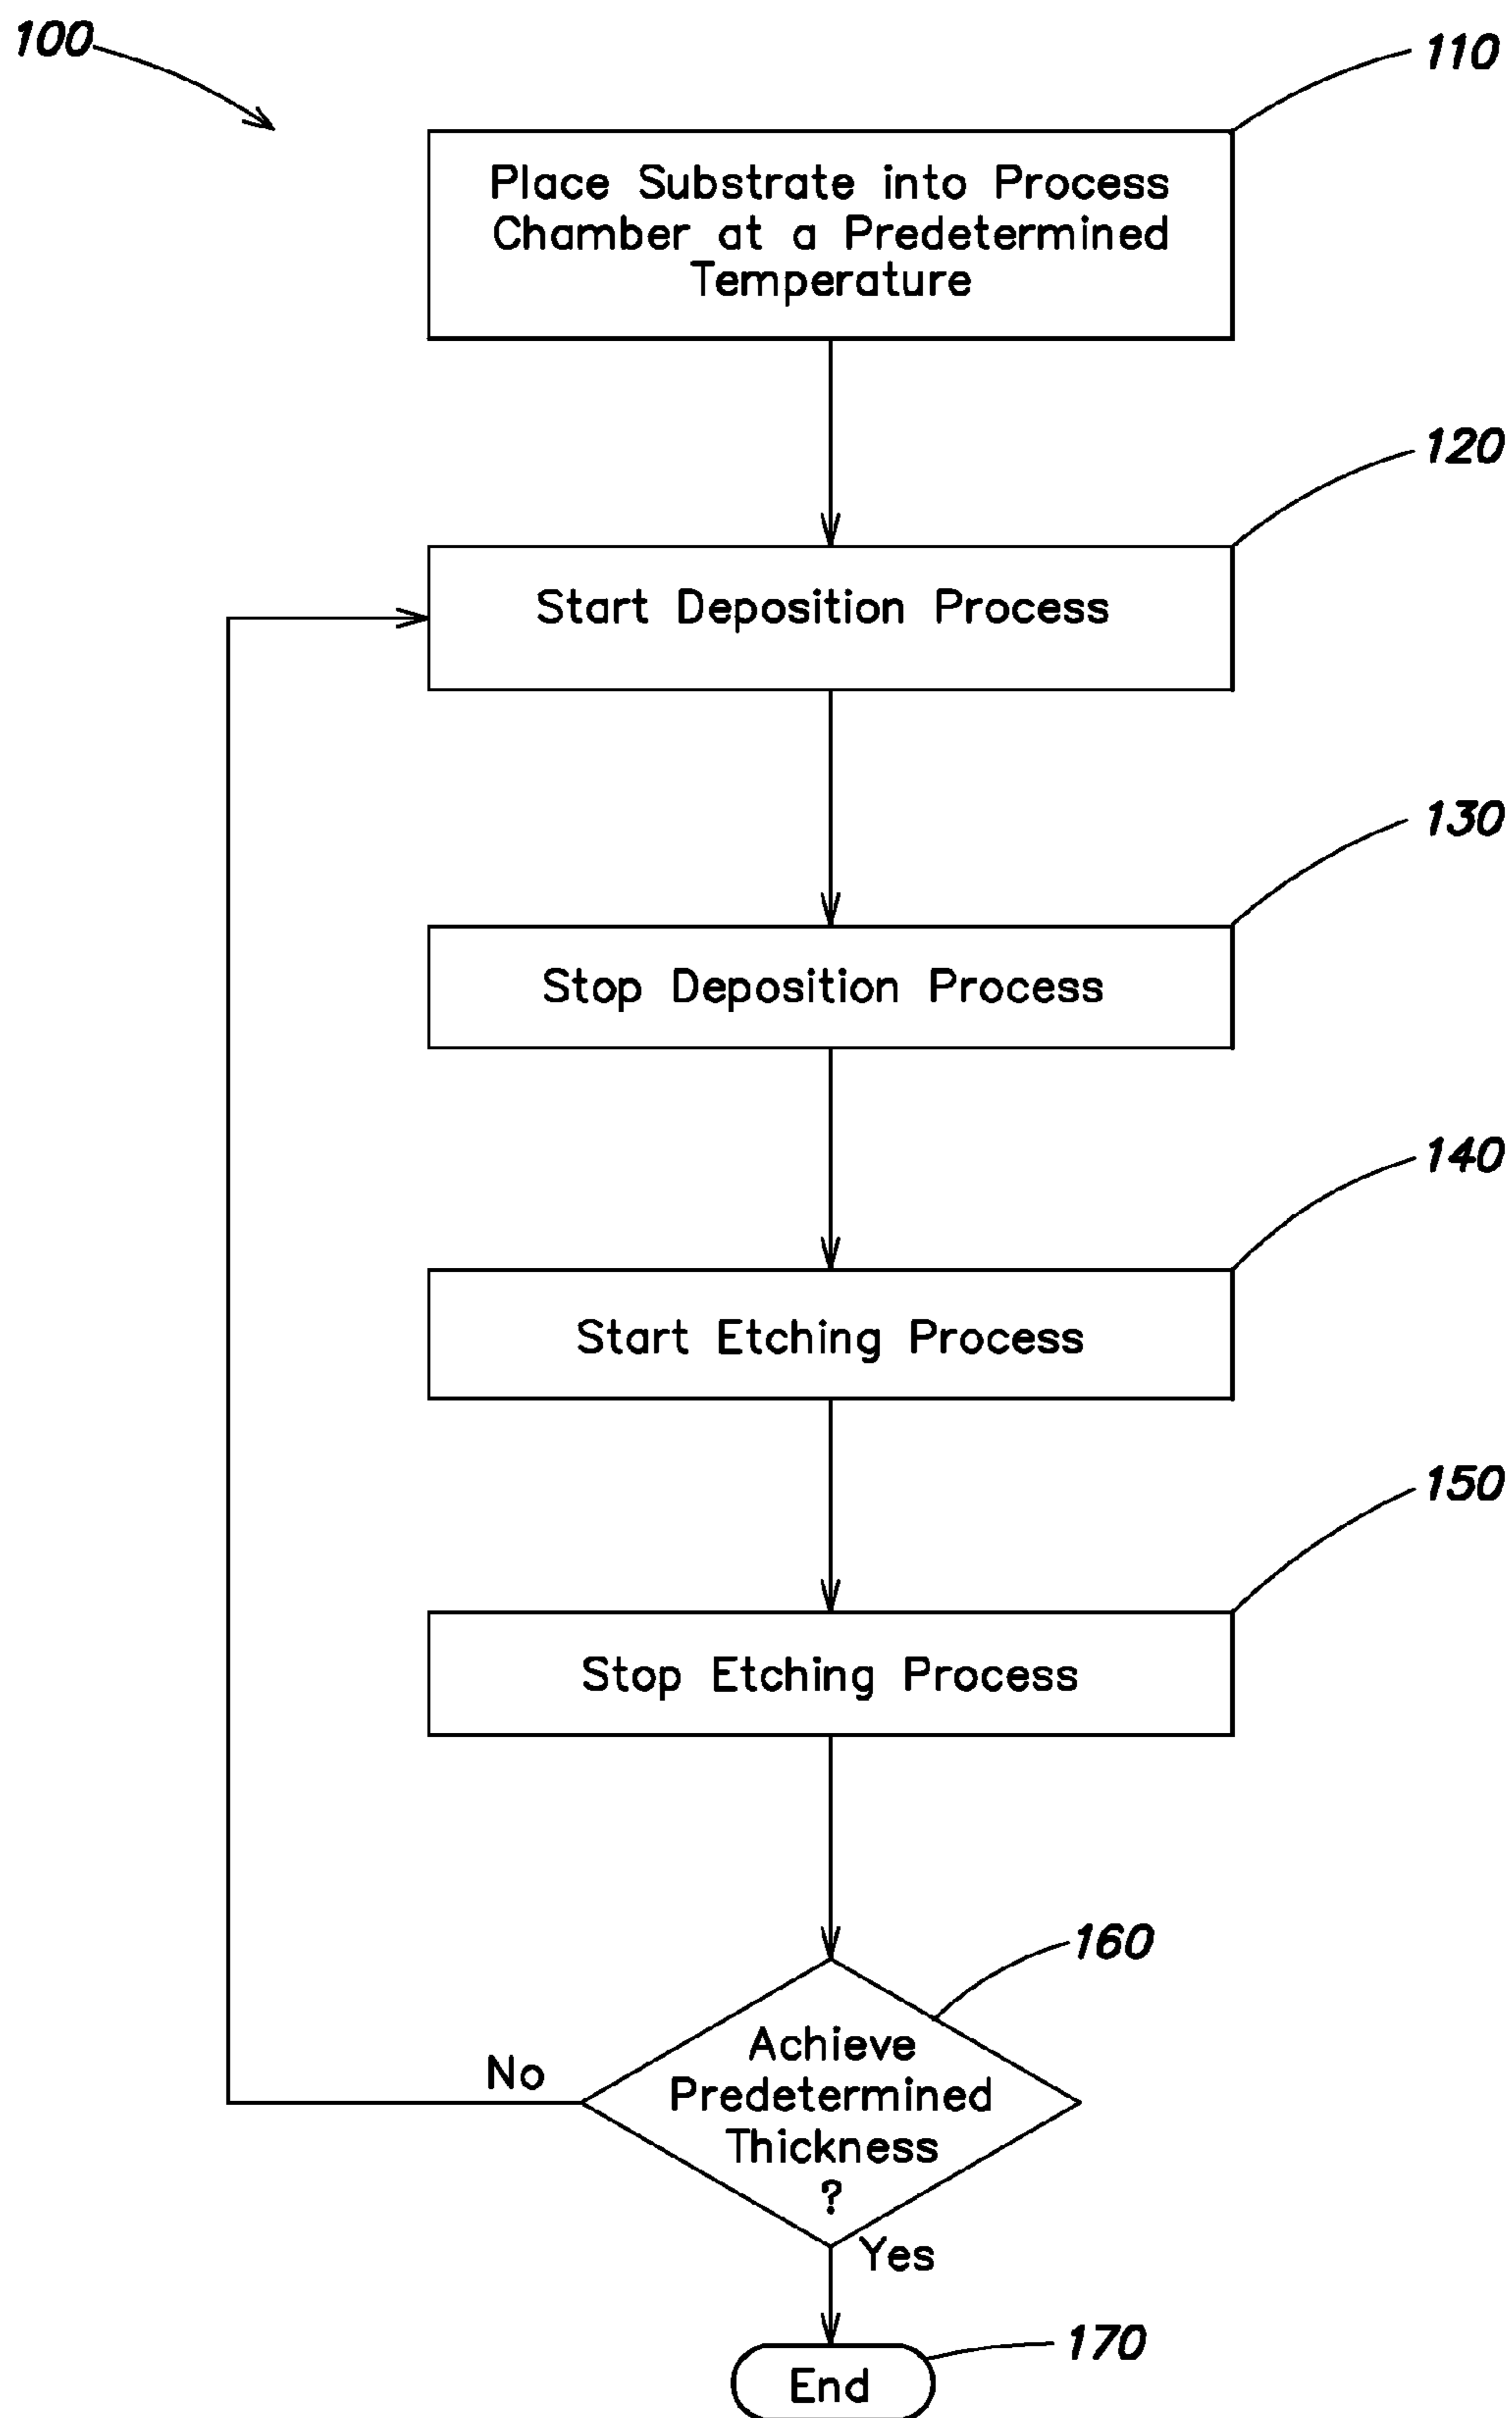 100
110
Place Substrate into Process
Chamber at a Predetermined
Temperature
120
Start Deposition Process
130
Stop Deposition Process
140
Start Etching Process
150
Stop Etching Process
160
Achieve
Predetermined
Thickness
?
No
Yes
170
End